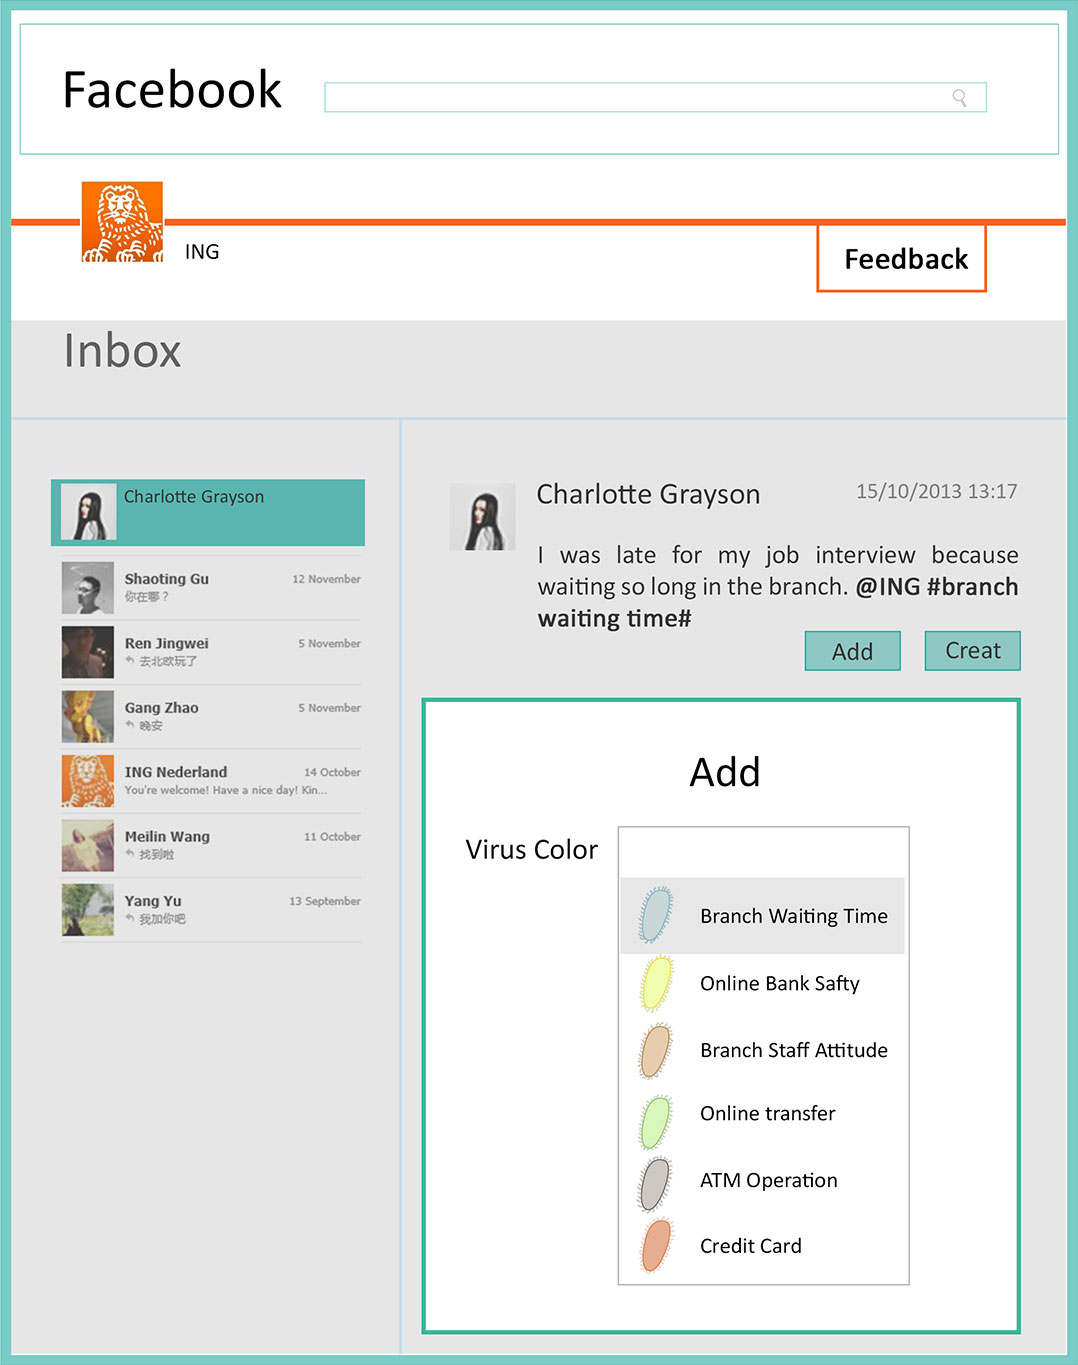 Facebook
ING
Feedback
Inbox
Charlotte Grayson
Shaoting Gu 12 November
你在哪？
Ren Jingwei 5 November
去北欧玩了
Gang Zhao 5 November
晚安
ING Nederland 14 October
You're welcome! Have a nice day! Kin...
Meilin Wang 11 October
找到啦
Yang Yu 13 September
我加你吧
Charlotte Grayson 15/10/2013 13:17
I was late for my job interview because
waiting so long in the branch. @ING #branch
waiting time#
Add Creat
Add
Virus Color
Branch Waiting Time
Online Bank Safty
Branch Staff Attitude
Online transfer
ATM Operation
Credit Card